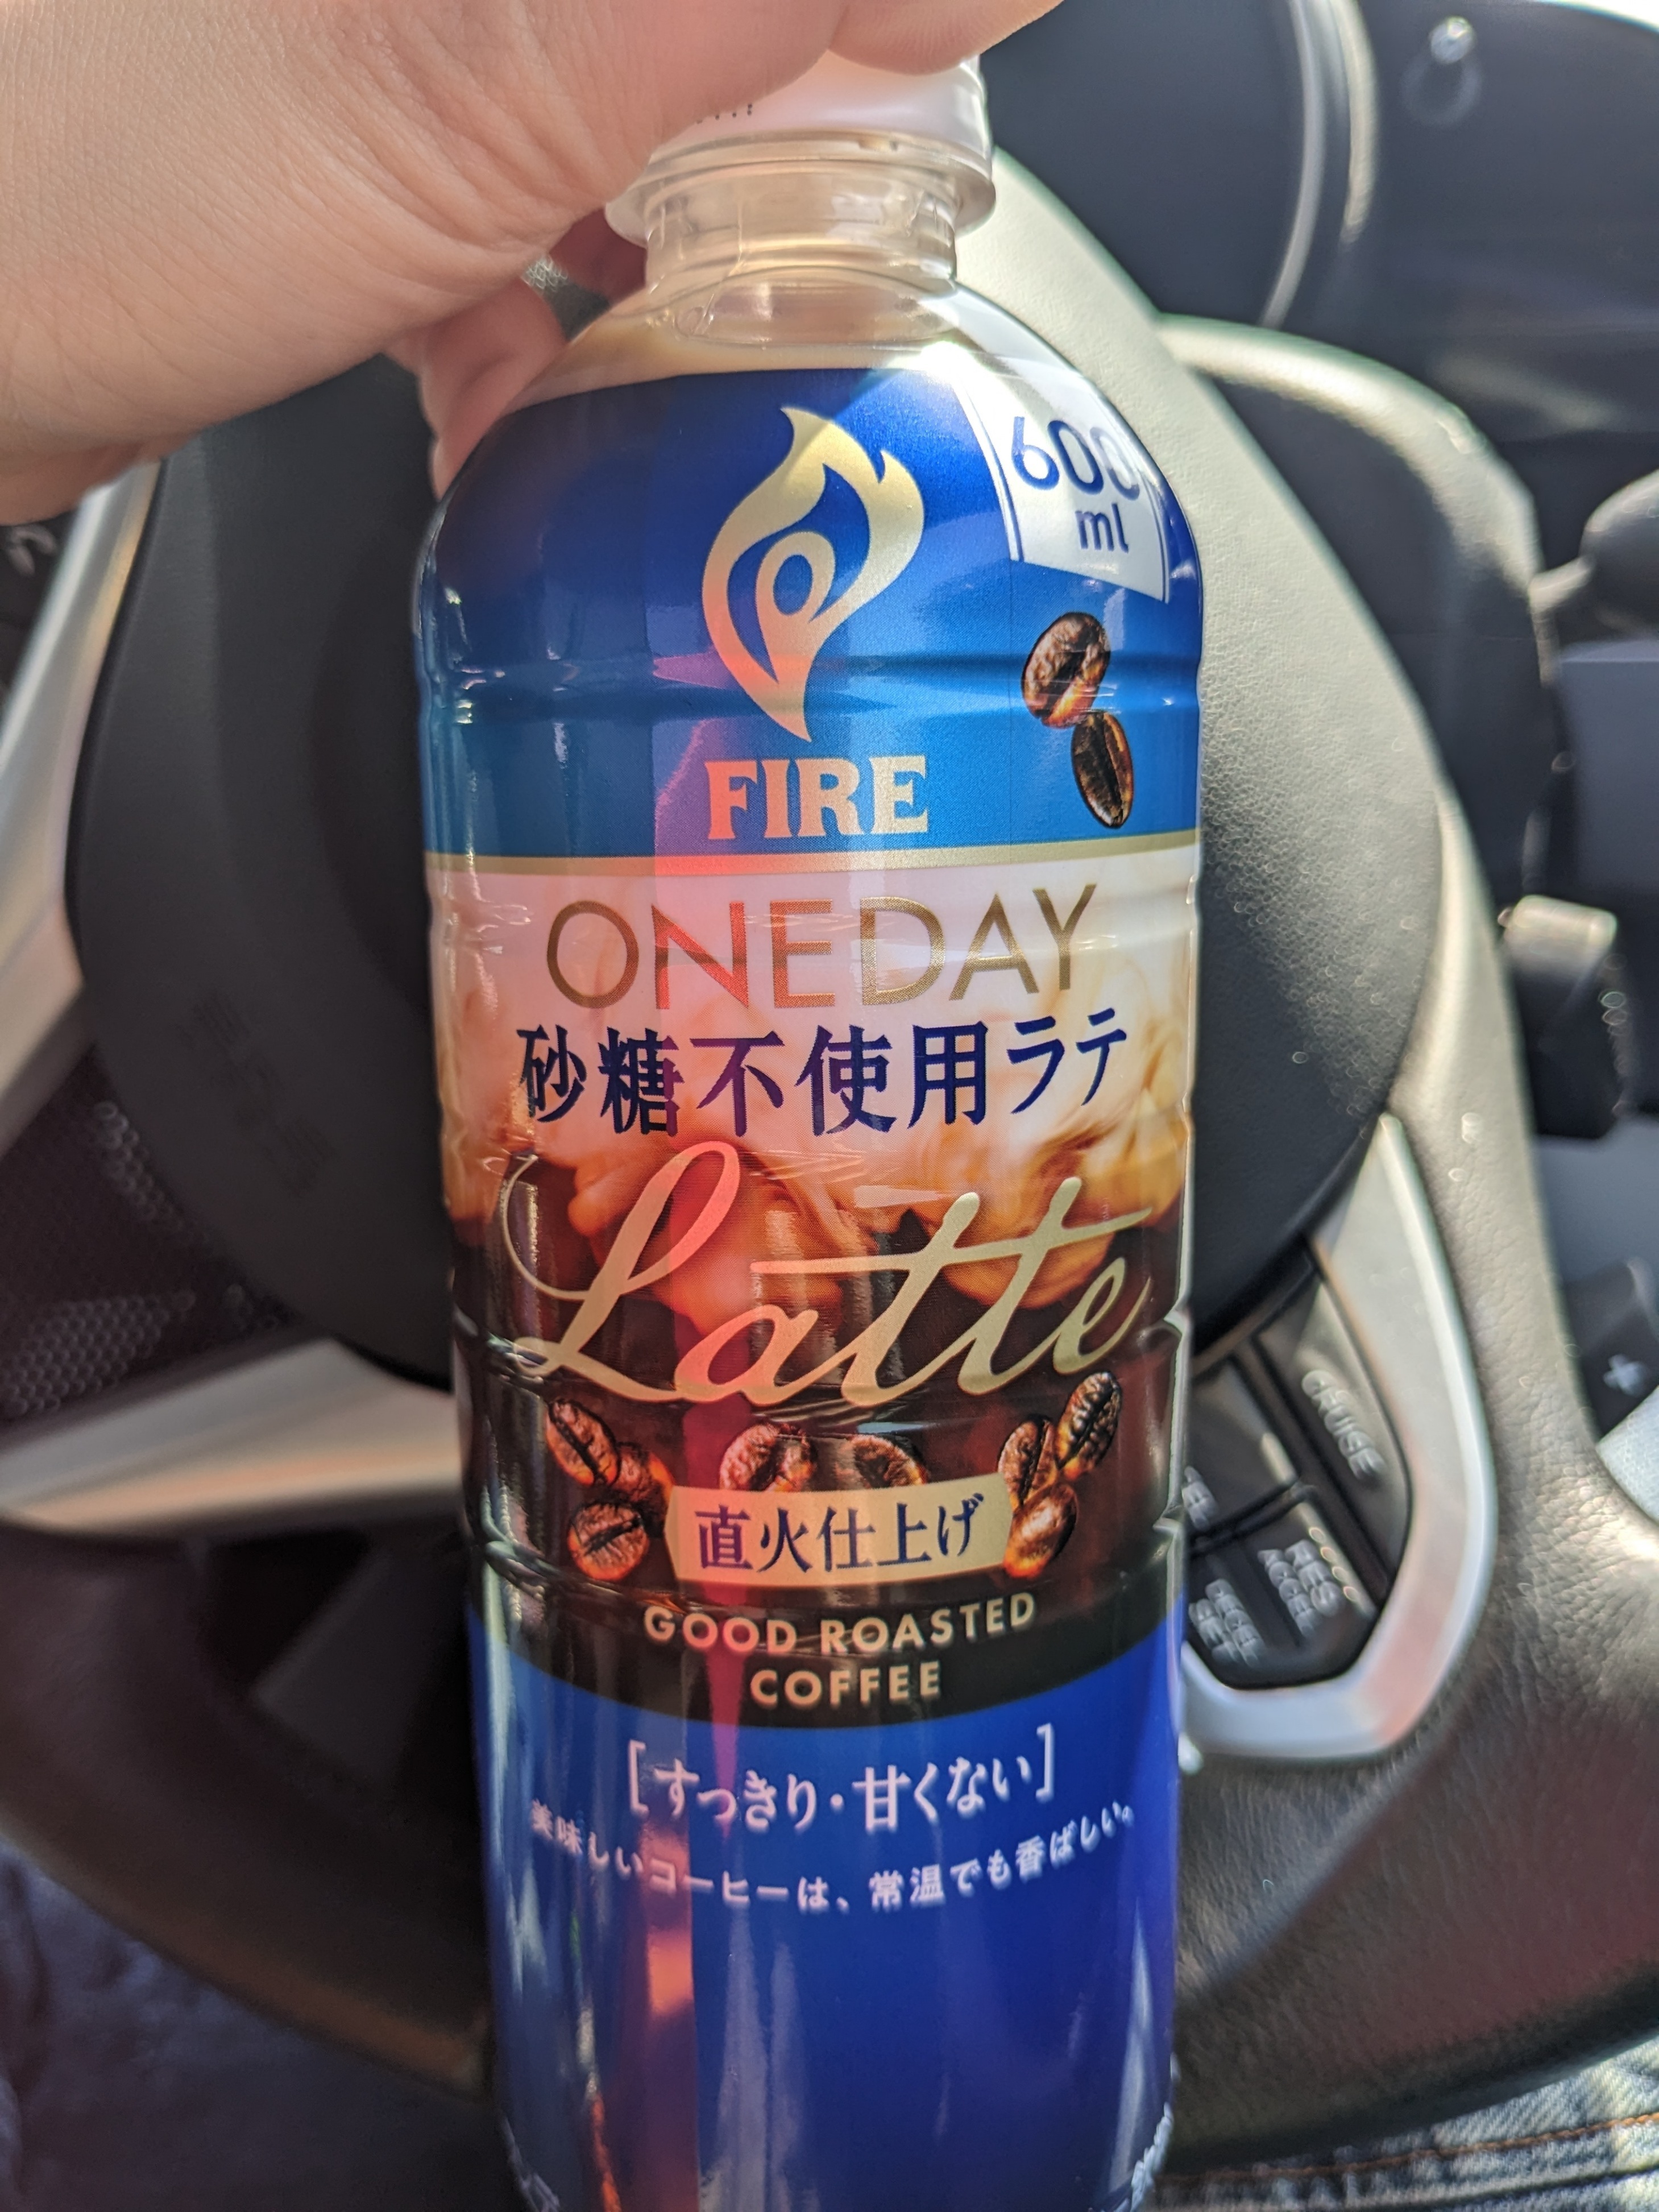 600
ml
FIRE
ONEDAY
砂糖不使用ラテ
Latte
直火仕上げ
GOOD ROASTED
COFFEE
[すっきり・甘くない]
美味しいコーヒーは、常温でも香ばしい。
CRUISE
RES
ACCEL